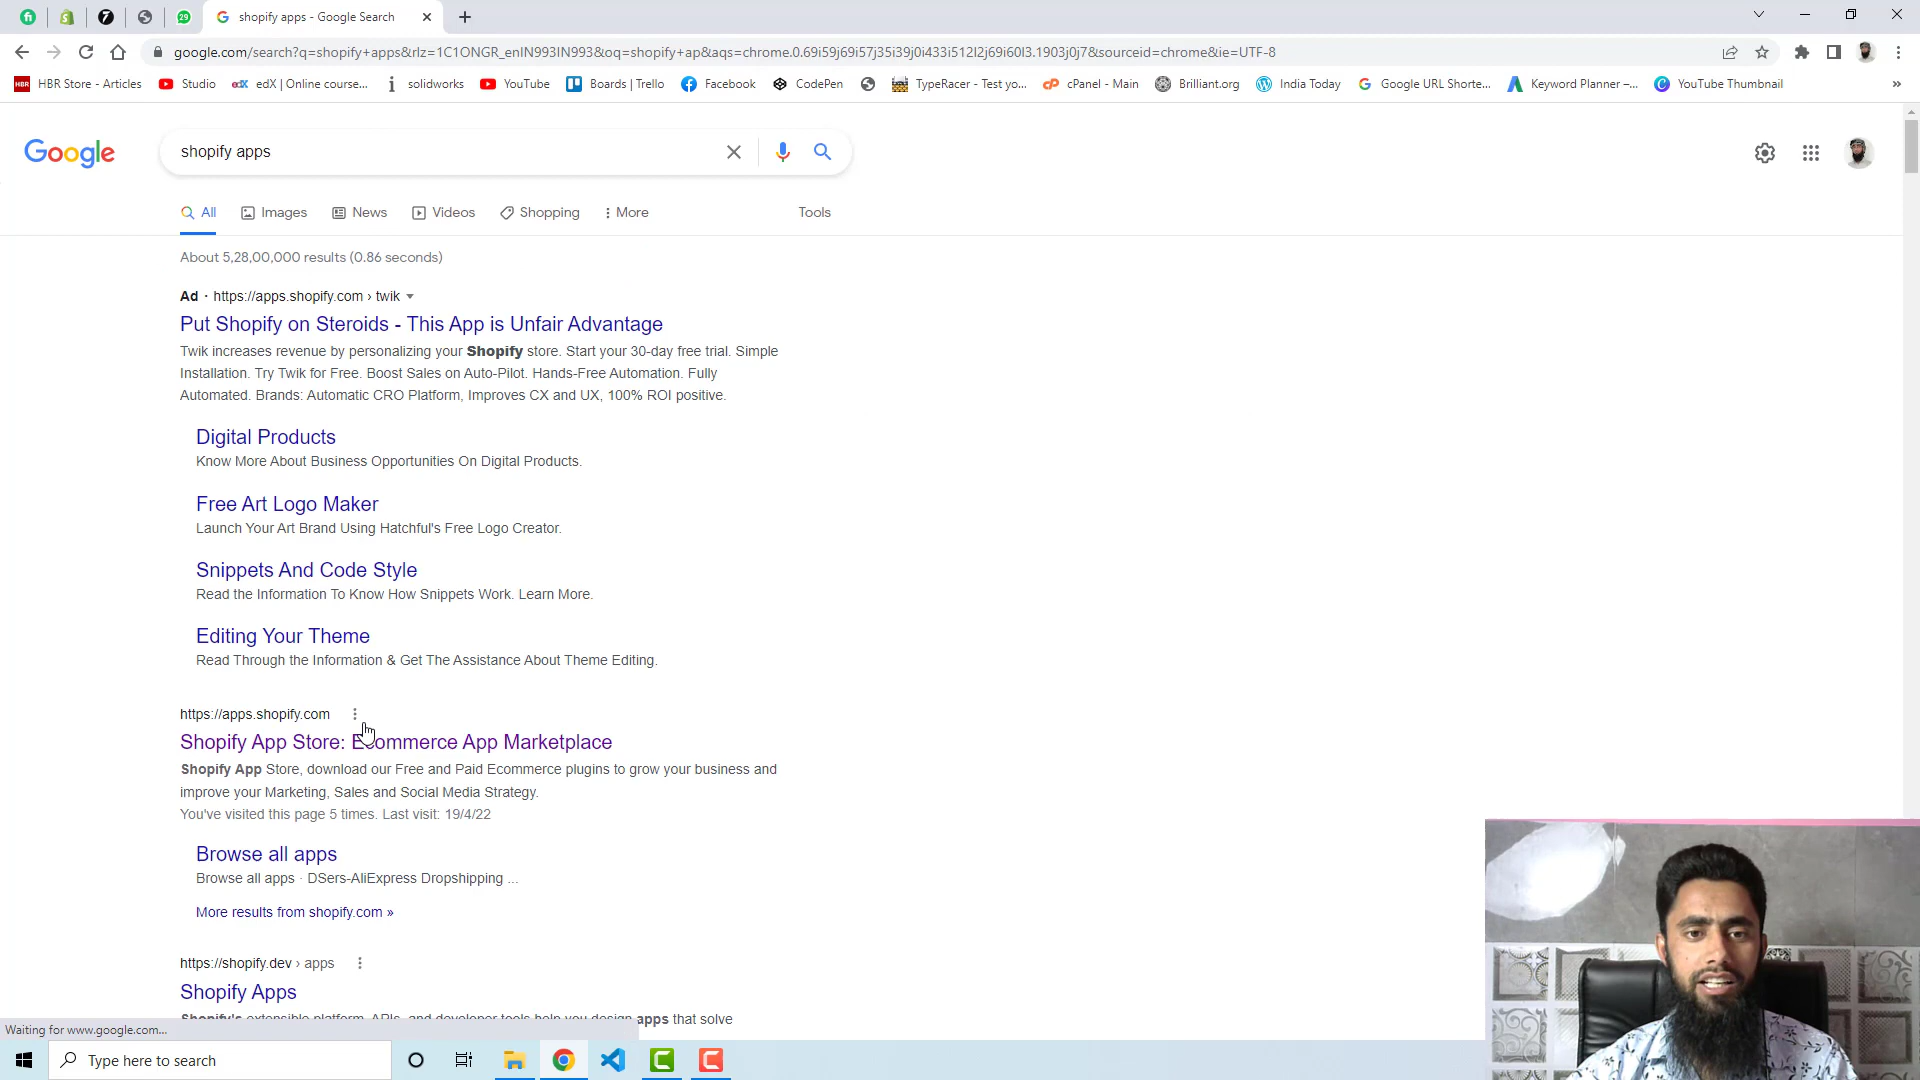 29
shopify apps - Google Search
google.com/search?q=shopify+apps&rlz=1C1ONGR_enIN993IN993&oq=shopify+ap&aqs=chrome.0.69i59j69i57j35i39j0i433i512l2j69i60l3.1903j0j7&sourceid=chrome&ie=UTF-8
HBR HBR Store - Articles Studio edX edX | Online course... solidworks YouTube Boards | Trello Facebook CodePen TypeRacer - Test yo... cPanel - Main Brilliant.org India Today Google URL Shorte... Keyword Planner –... YouTube Thumbnail »
Google shopify apps
All Images News Videos Shopping More Tools
About 5,28,00,000 results (0.86 seconds)
Ad · https://apps.shopify.com › twik
Put Shopify on Steroids - This App is Unfair Advantage
Twik increases revenue by personalizing your Shopify store. Start your 30-day free trial. Simple
Installation. Try Twik for Free. Boost Sales on Auto-Pilot. Hands-Free Automation. Fully
Automated. Brands: Automatic CRO Platform, Improves CX and UX, 100% ROI positive.
Digital Products
Know More About Business Opportunities On Digital Products.
Free Art Logo Maker
Launch Your Art Brand Using Hatchful's Free Logo Creator.
Snippets And Code Style
Read the Information To Know How Snippets Work. Learn More.
Editing Your Theme
Read Through the Information & Get The Assistance About Theme Editing.
https://apps.shopify.com
Shopify App Store: Ecommerce App Marketplace
Shopify App Store, download our Free and Paid Ecommerce plugins to grow your business and
improve your Marketing, Sales and Social Media Strategy.
You've visited this page 5 times. Last visit: 19/4/22
Browse all apps
Browse all apps · DSers-AliExpress Dropshipping ...
More results from shopify.com »
https://shopify.dev › apps
Shopify Apps
Shopify's extensible platform, APIs, and developer tools help you design apps that solve
Waiting for www.google.com...
Type here to search